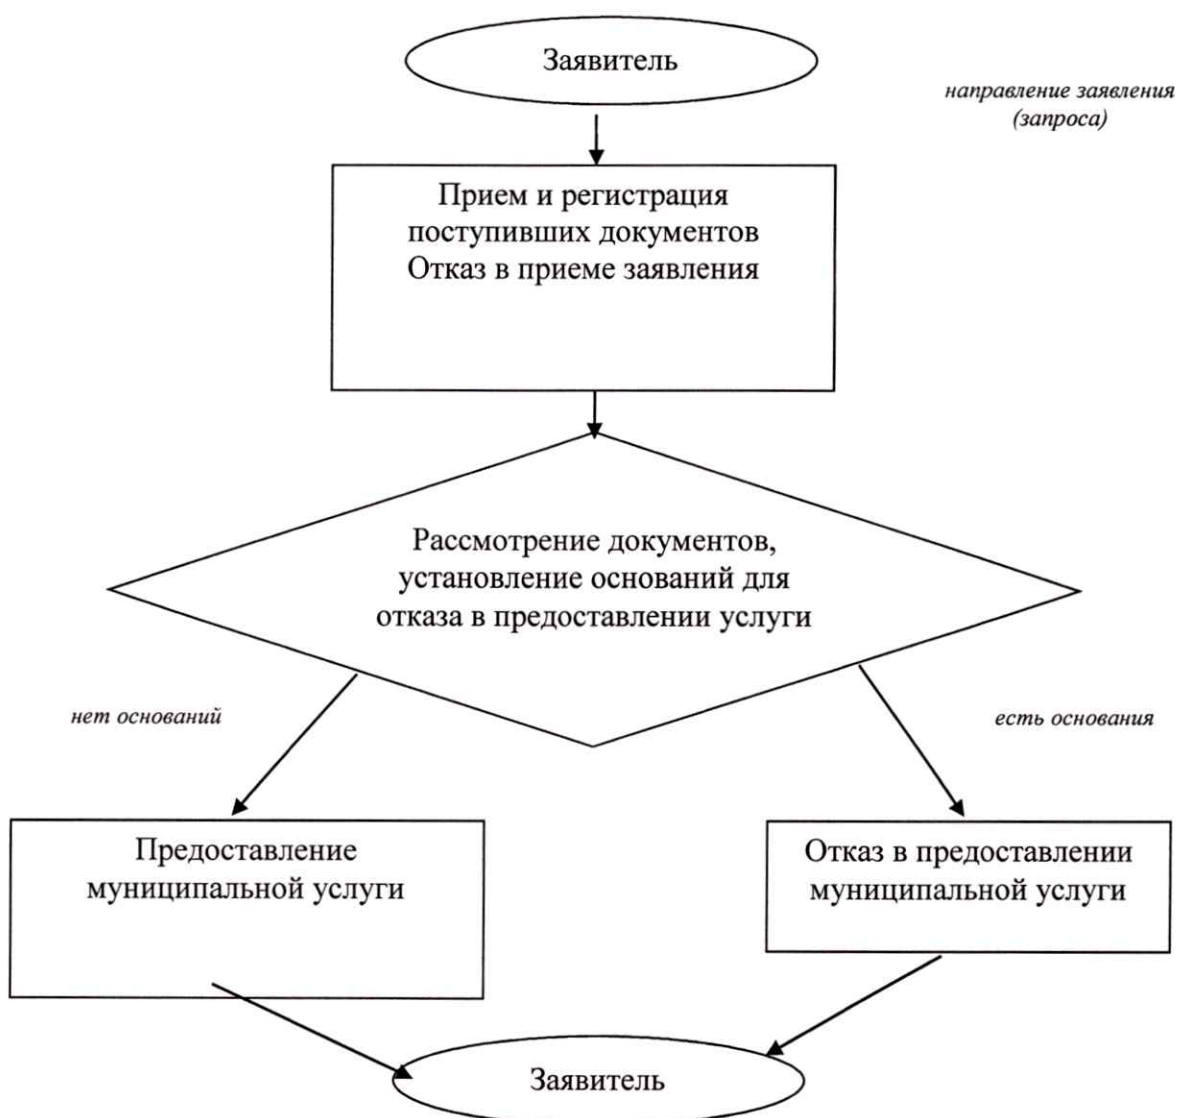 Заявитель
направление заявления
(запроса)
Прием и регистрация
поступивших документов
Отказ в приеме заявления
Рассмотрение документов,
установление оснований для
отказа в предоставлении услуги
нет оснований
есть основания
Предоставление
муниципальной услуги
Отказ в предоставлении
муниципальной услуги
Заявитель